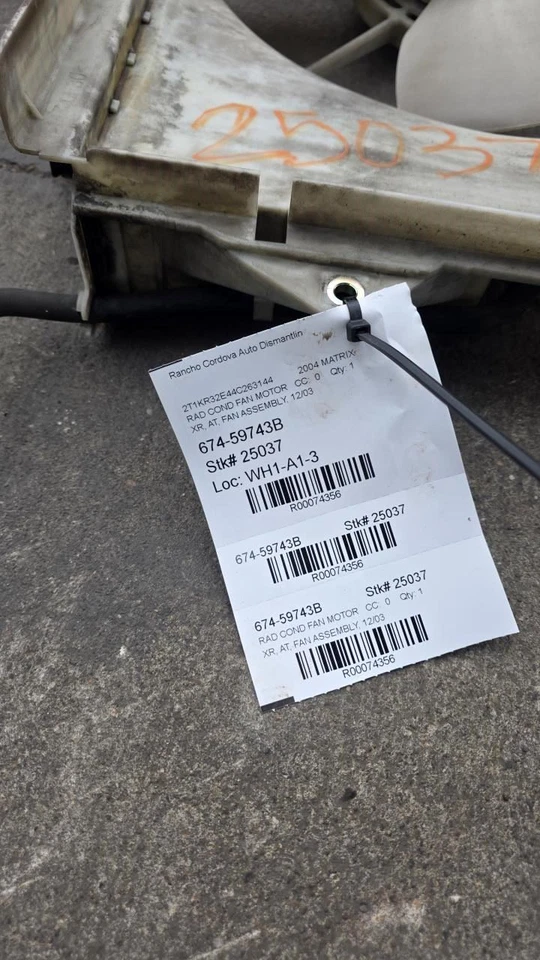 25037
Rancho Cordova Auto Dismantlin
2T1KR32E44C263144 2004 MATRIX-
RAD COND FAN MOTOR CC: 0 Qty: 1
XR, AT, FAN ASSEMBLY, 12/03
674-59743B
Stk# 25037
Loc: WH1-A1-3
R00074356
674-59743B Stk# 25037
R00074356
674-59743B Stk# 25037
RAD COND FAN MOTOR CC: 0 Qty: 1
XR, AT, FAN ASSEMBLY, 12/03
R00074356